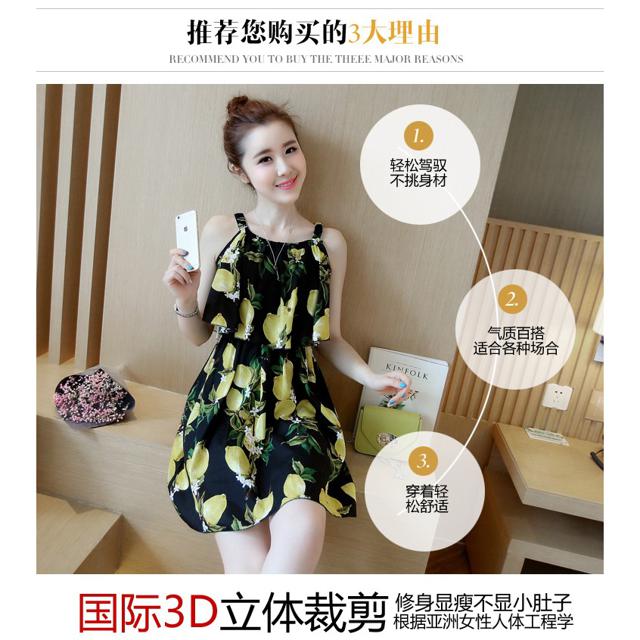 推荐您购买的3大理由
RECOMMEND YOU TO BUY THE THEEE MAJOR REASONS
1.
轻松驾驭
不挑身材
2.
气质百搭
适合各种场合
KINFOLK
3.
穿着轻
松舒适
国际3D立体裁剪
修身显瘦不显小肚子
根据亚洲女性人体工程学